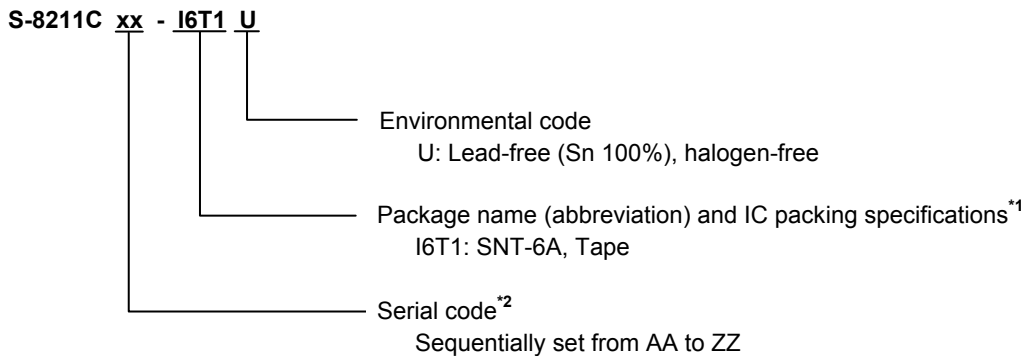 S-8211C xx - I6T1 U
Environmental code
U: Lead-free (Sn 100%), halogen-free
Package name (abbreviation) and IC packing specifications*1
I6T1: SNT-6A, Tape
Serial code*2
Sequentially set from AA to ZZ